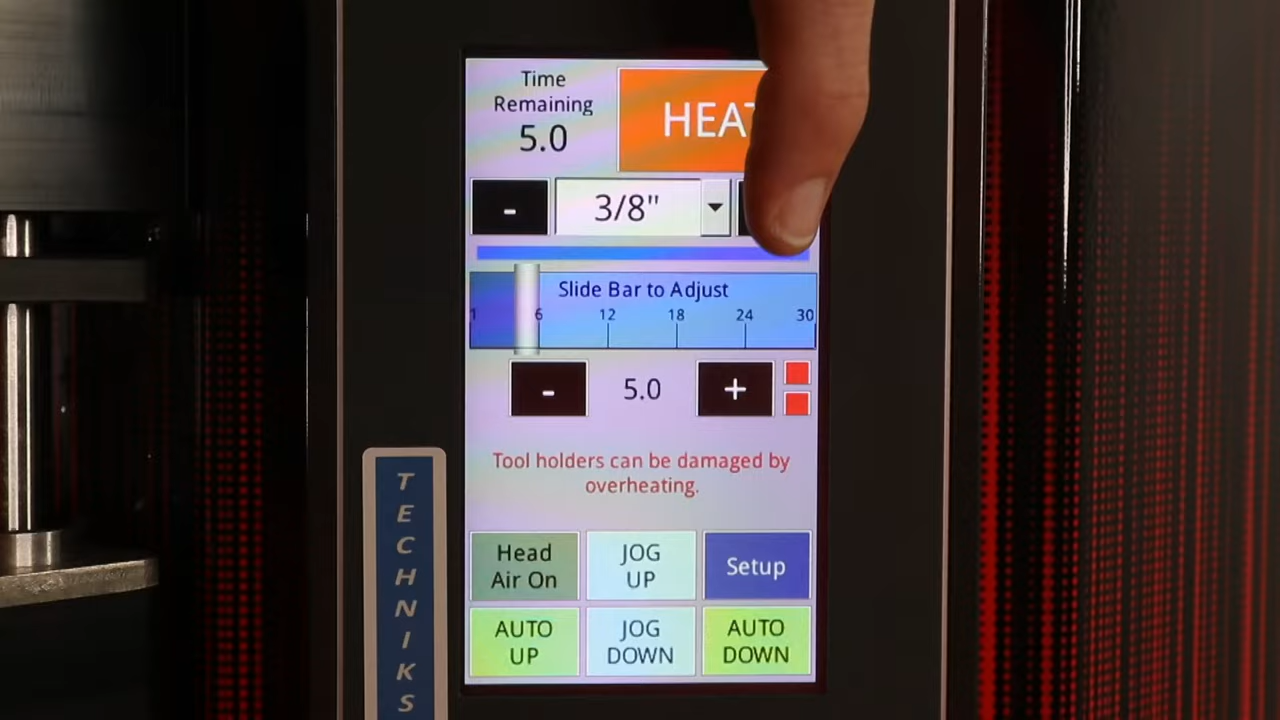 Time
Remaining
5.0
HEAT
-
3/8"
Slide Bar to Adjust
1 6 12 18 24 30
- 5.0 +
Tool holders can be damaged by
overheating.
Head
Air On
JOG
UP
Setup
AUTO
UP
JOG
DOWN
AUTO
DOWN
TECHNIKS